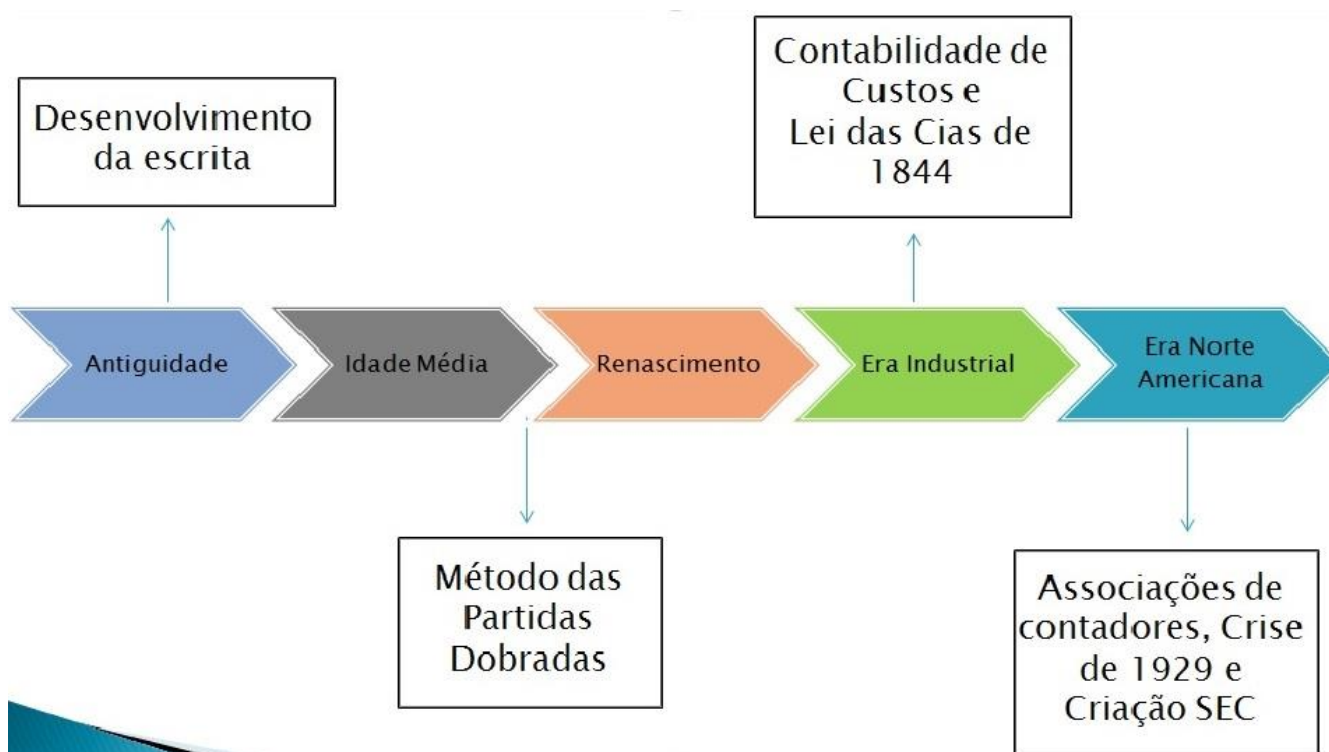 Desenvolvimento
da escrita
Contabilidade de
Custos e
Lei das Cias de
1844
Antiguidade
Idade Média
Renascimento
Era Industrial
Era Norte
Americana
Método das
Partidas
Dobradas
Associações de
contadores, Crise
de 1929 e
Criação SEC